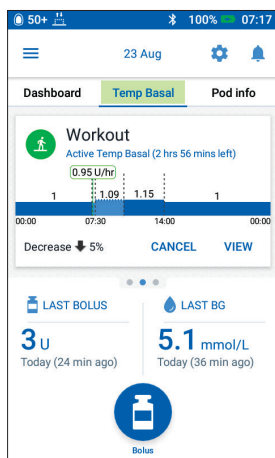 50+ 100% 07:17
23 Aug
Dashboard Temp Basal Pod info
Workout
Active Temp Basal (2 hrs 56 mins left)
0.95 U/hr
1 1.09 1.15 1
00:00 07:30 14:00 00:00
Decrease 5% CANCEL VIEW
LAST BOLUS LAST BG
3 U 5.1 mmol/L
Today (24 min ago) Today (36 min ago)
Bolus